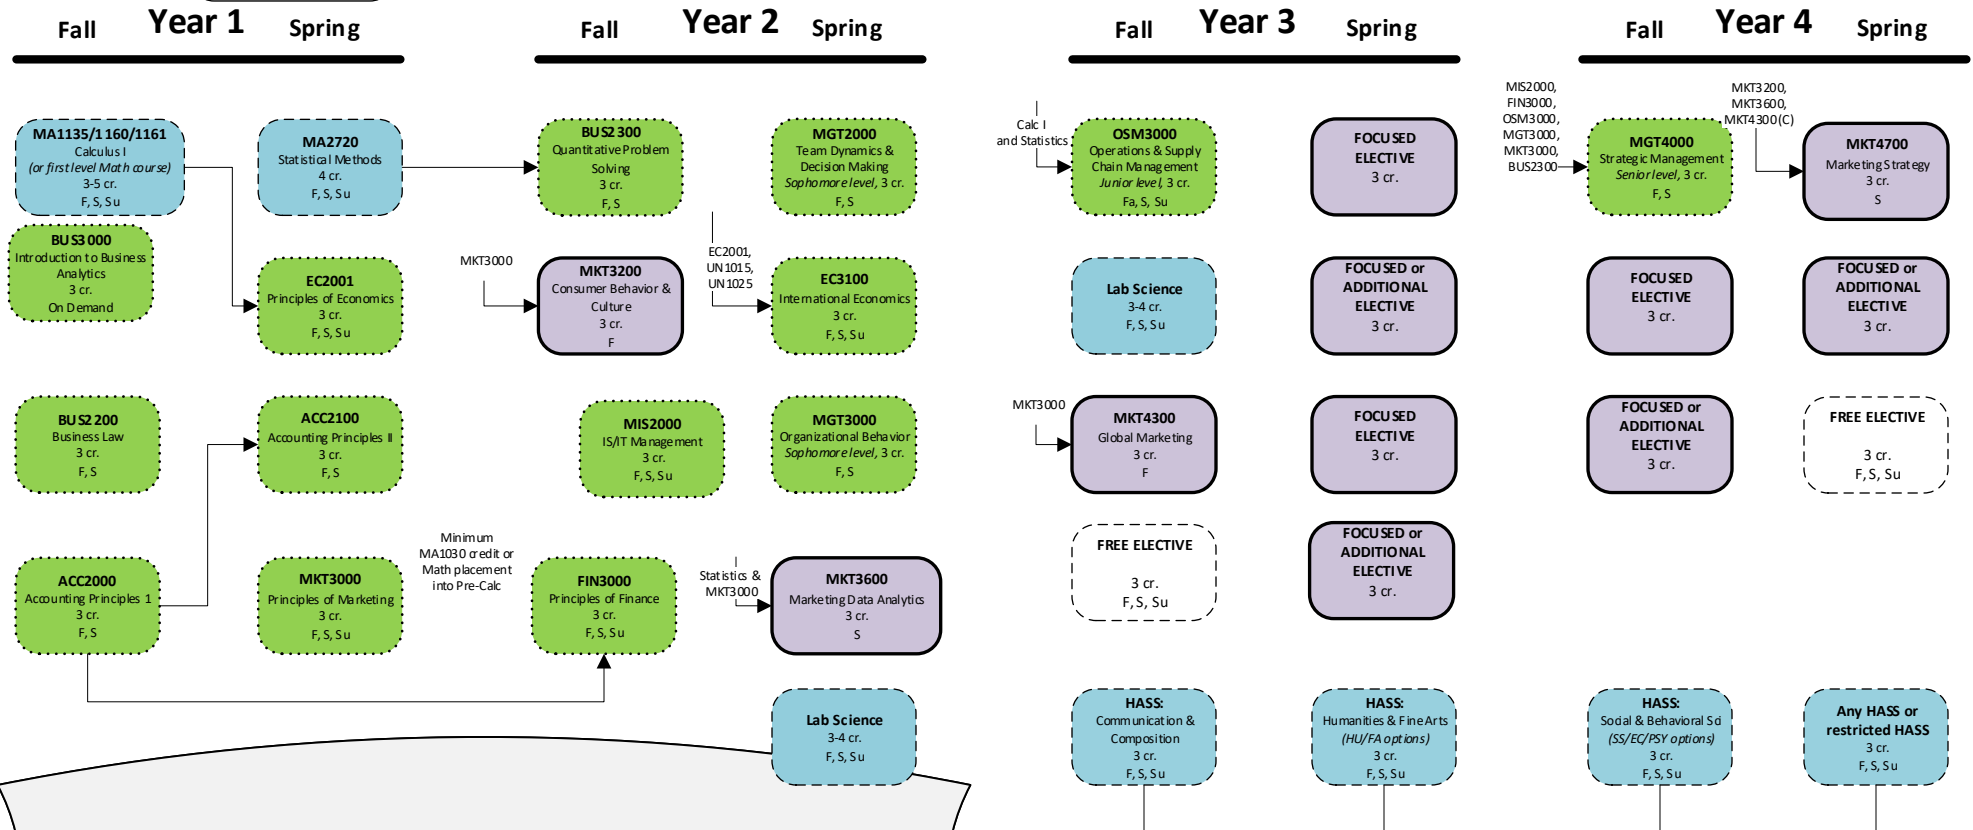 Year 1
Fall
Spring
Year 2
Fall
Spring
Year 3
Fall
Spring
Year 4
Fall
Spring
MA1135/1160/1161
Calculus I
(or first level Math course)
3-5 cr.
F, S, Su
BUS3000
Introduction to Business
Analytics
3 cr.
On Demand
BUS2200
Business Law
3 cr.
F, S
ACC2000
Accounting Principles 1
3 cr.
F, S
MA2720
Statistical Methods
4 cr.
F, S, Su
EC2001
Principles of Economics
3 cr.
F, S, Su
ACC2100
Accounting Principles II
3 cr.
F, S
MKT3000
Principles of Marketing
3 cr.
F, S, Su
BUS2300
Quantitative Problem
Solving
3 cr.
F, S
MKT3000
MKT3200
Consumer Behavior &
Culture
3 cr.
F
MIS2000
IS/IT Management
3 cr.
F, S, Su
Minimum
MA1030 credit or
Math placement
into Pre-Calc
FIN3000
Principles of Finance
3 cr.
F, S, Su
MGT2000
Team Dynamics &
Decision Making
Sophomore level, 3 cr.
F, S
EC2001,
UN1015,
UN1025
EC3100
International Economics
3 cr.
F, S, Su
MGT3000
Organizational Behavior
Sophomore level, 3 cr.
F, S
Statistics &
MKT3000
MKT3600
Marketing Data Analytics
3 cr.
S
Lab Science
3-4 cr.
F, S, Su
Calc I
and Statistics
OSM3000
Operations & Supply
Chain Management
Junior level, 3 cr.
Fa, S, Su
Lab Science
3-4 cr.
F, S, Su
MKT3000
MKT4300
Global Marketing
3 cr.
F
FREE ELECTIVE
3 cr.
F, S, Su
HASS:
Communication &
Composition
3 cr.
F, S, Su
FOCUSED
ELECTIVE
3 cr.
FOCUSED or
ADDITIONAL
ELECTIVE
3 cr.
FOCUSED
ELECTIVE
3 cr.
FOCUSED or
ADDITIONAL
ELECTIVE
3 cr.
HASS:
Humanities & Fine Arts
(HU/FA options)
3 cr.
F, S, Su
MIS2000,
FIN3000,
OSM3000,
MGT3000,
MKT3000,
BUS2300
MGT4000
Strategic Management
Senior level, 3 cr.
F, S
FOCUSED
ELECTIVE
3 cr.
FOCUSED or
ADDITIONAL
ELECTIVE
3 cr.
HASS:
Social & Behavioral Sci
(SS/EC/PSY options)
3 cr.
F, S, Su
MKT3200,
MKT3600,
MKT4300(C)
MKT4700
Marketing Strategy
3 cr.
S
FOCUSED or
ADDITIONAL
ELECTIVE
3 cr.
FREE ELECTIVE
3 cr.
F, S, Su
Any HASS or
restricted HASS
3 cr.
F, S, Su